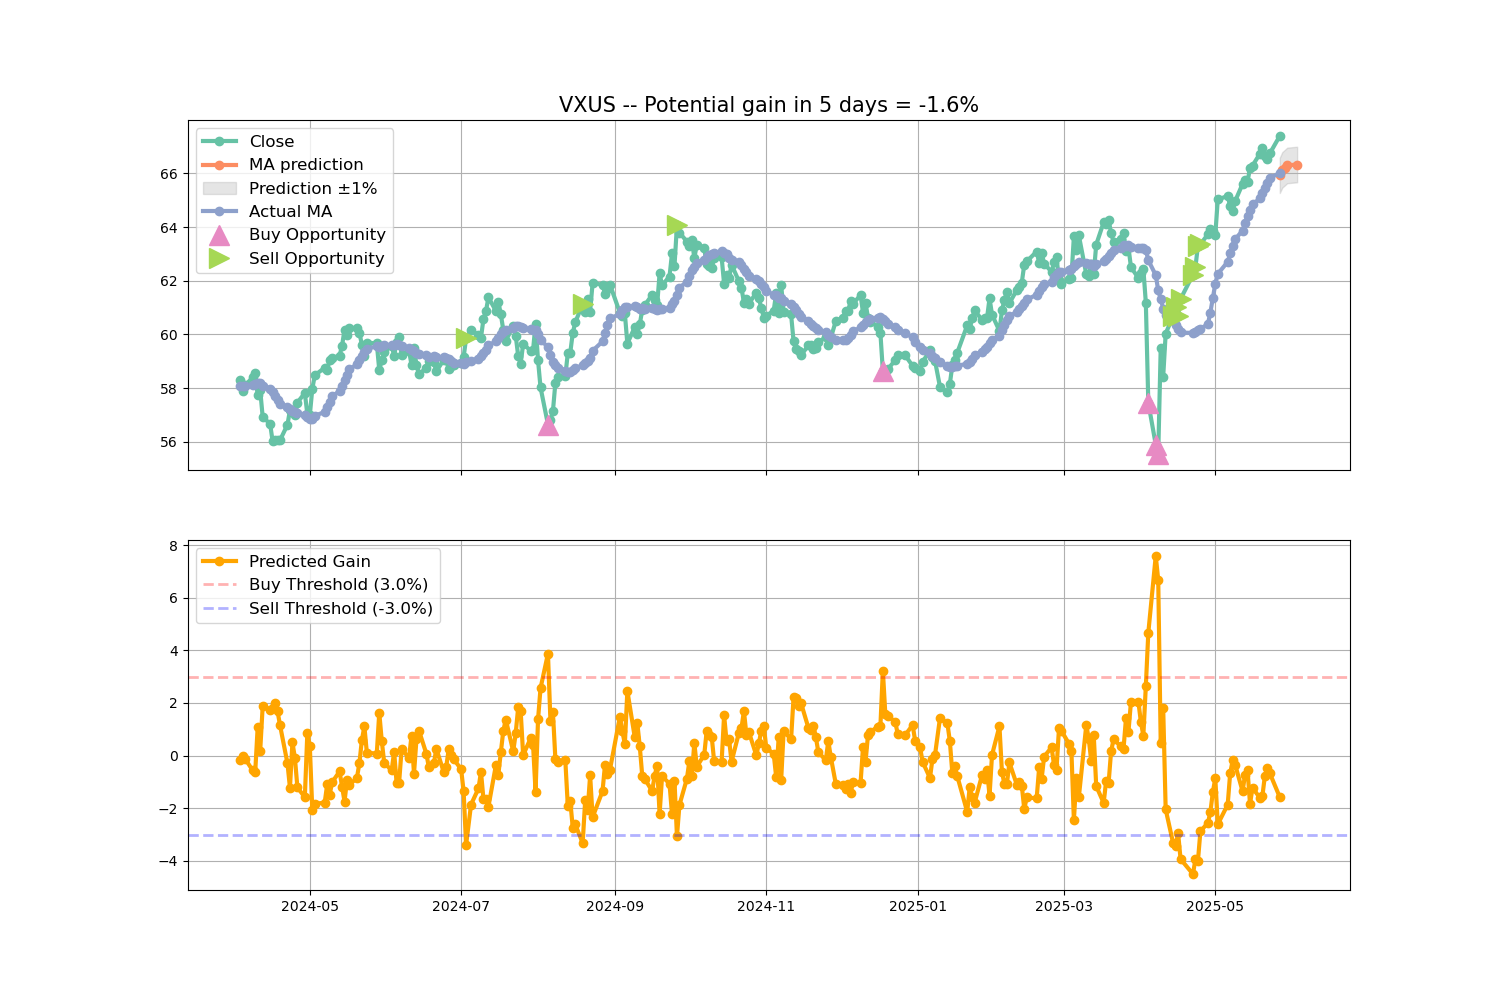 VXUS -- Potential gain in 5 days = -1.6%
Close
MA prediction
Prediction ±1%
Actual MA
Buy Opportunity
Sell Opportunity
66
64
62
60
58
56
Predicted Gain
Buy Threshold (3.0%)
Sell Threshold (-3.0%)
8
6
4
2
0
−2
−4
2024-05
2024-07
2024-09
2024-11
2025-01
2025-03
2025-05